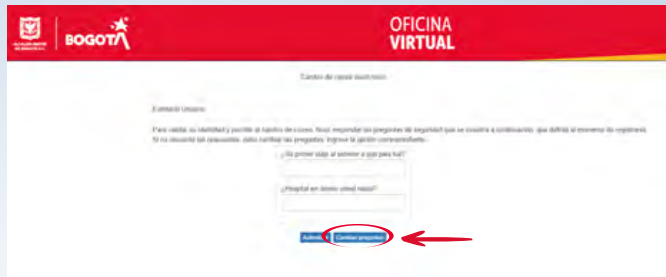 BOGOTÁ
OFICINA
VIRTUAL
Cambio de correo electrónico
Estimado Usuario:
Para validar su identidad y permitir el cambio de correo, favor responder las preguntas de seguridad que se muestra a continuación, que definió al momento de registrarse.
Si no recuerda las respuestas, debe cambiar las preguntas, ingrese la opción correspondiente.
¿Su primer viaje al exterior a qué país fue?
¿Hospital en donde usted nació?
Cambiar preguntas